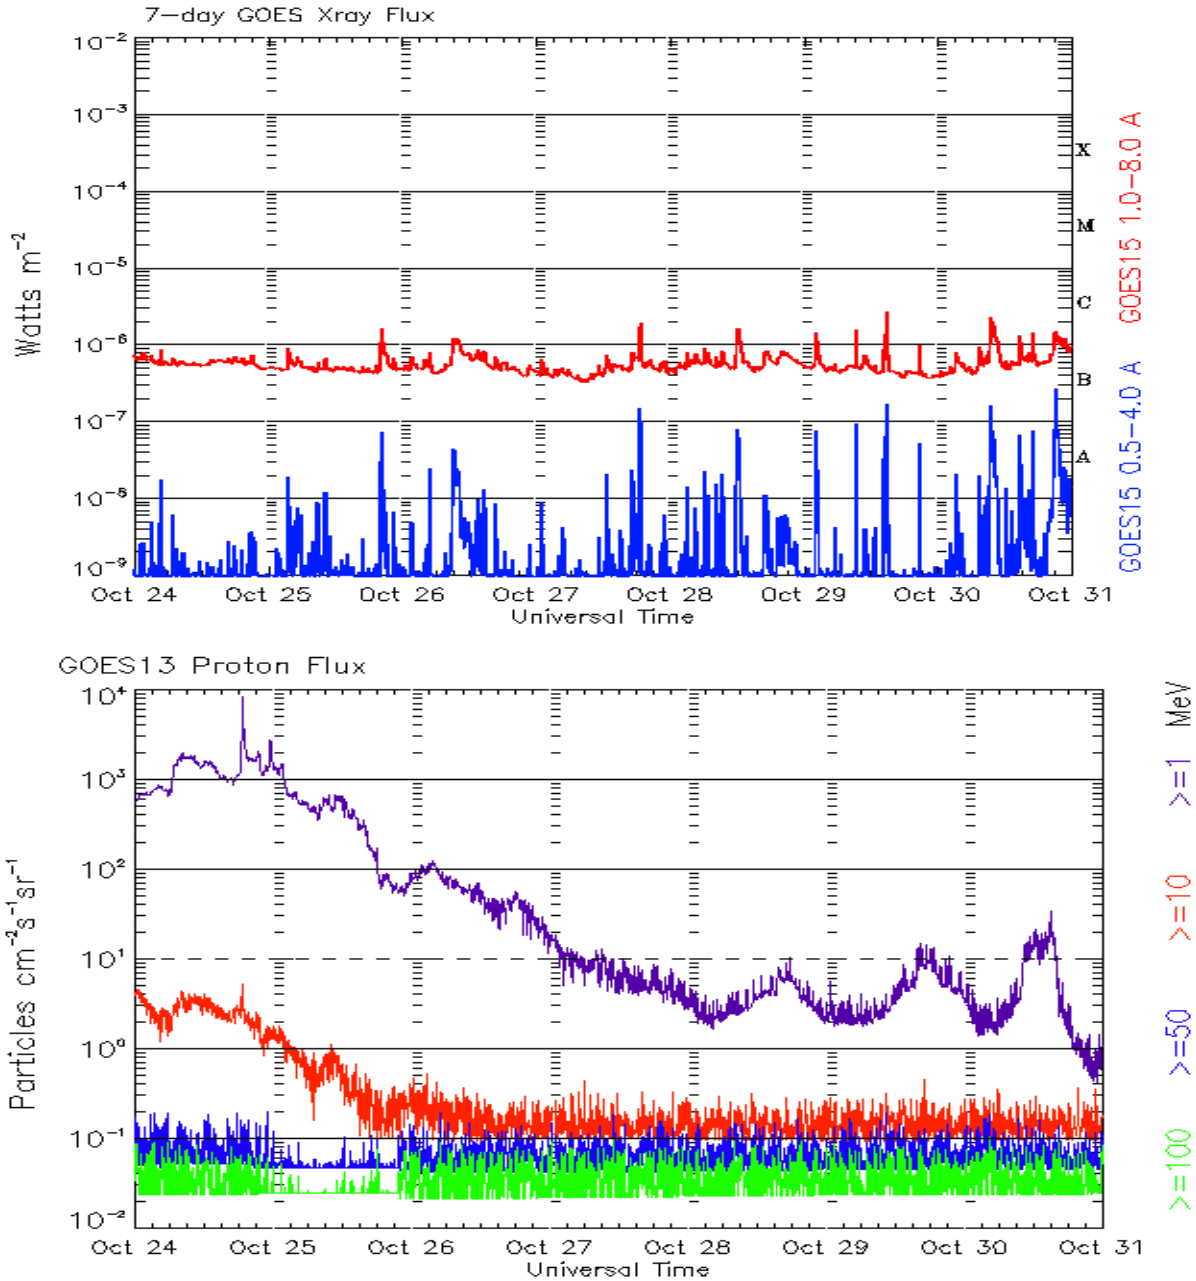 7-day GOES Xray Flux
10⁻²
10⁻³
10⁻⁴
10⁻⁵
10⁻⁶
10⁻⁷
10⁻⁸
10⁻⁹
Watts m⁻²
X
M
C
B
A
GOES15 1.0-8.0 A
GOES15 0.5-4.0 A
Oct 24 Oct 25 Oct 26 Oct 27 Oct 28 Oct 29 Oct 30 Oct 31
Universal Time
GOES13 Proton Flux
10⁴
10³
10²
10¹
10⁰
10⁻¹
10⁻²
Particles cm⁻²s⁻¹sr⁻¹
>=1 MeV
>=10
>=50
>=100
Oct 24 Oct 25 Oct 26 Oct 27 Oct 28 Oct 29 Oct 30 Oct 31
Universal Time